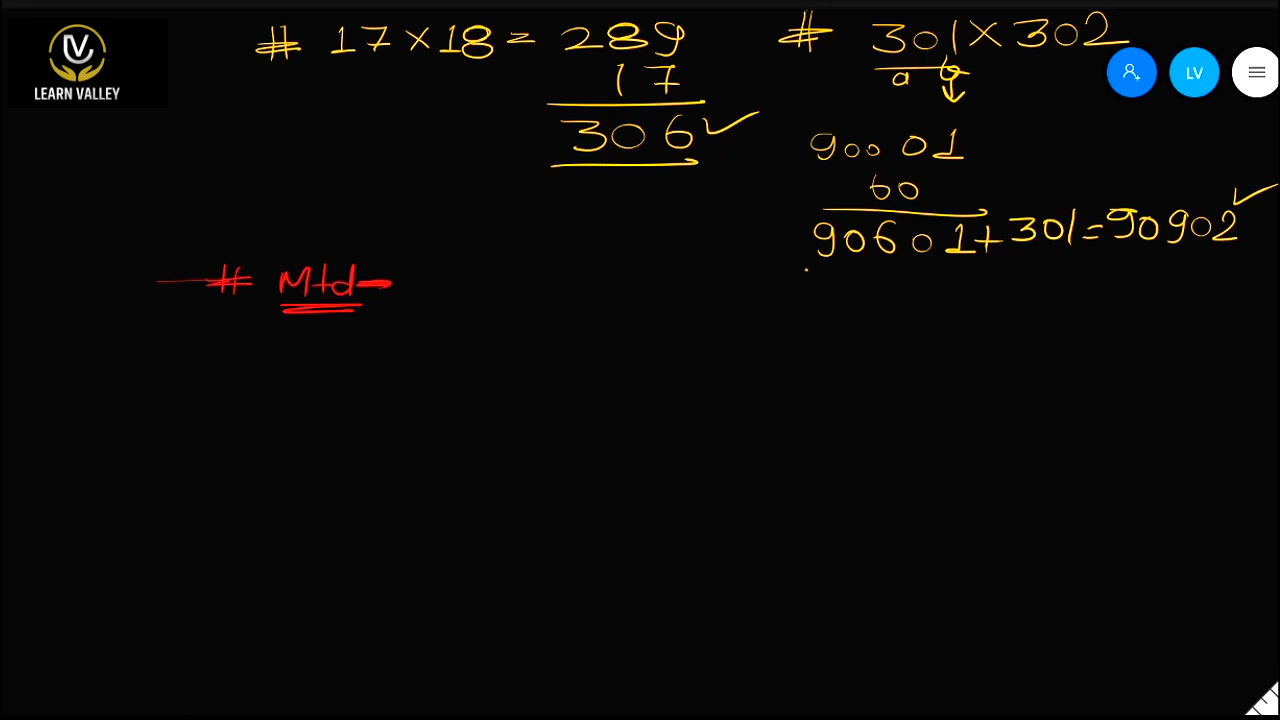 LEARN VALLEY
# 17 × 18 = 289
17
306 ✓
# 301 × 302
a b
LV
90001
60
90601 + 301 = 90902 ✓
# Mtd